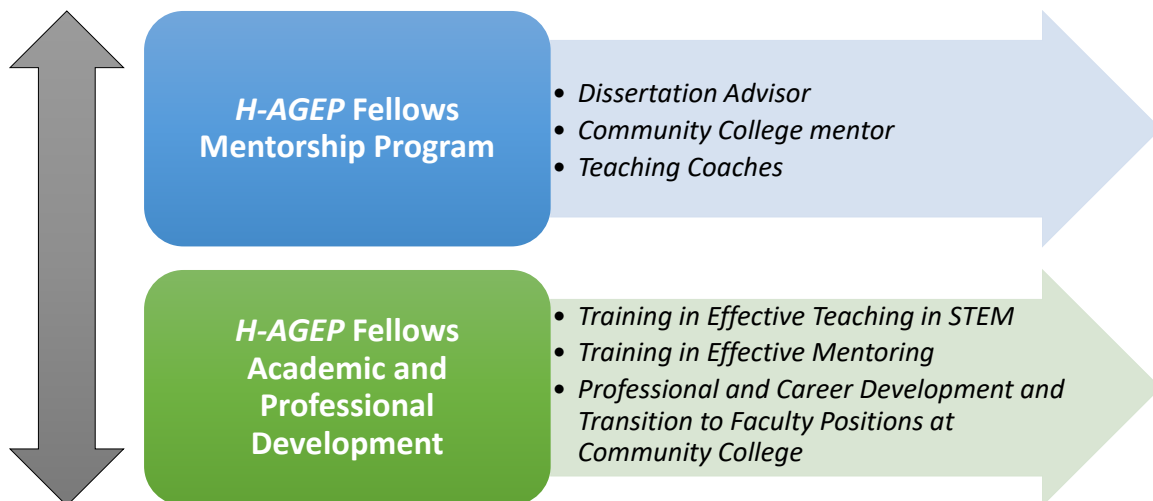 H-AGEP Fellows
Mentorship Program
• Dissertation Advisor
• Community College mentor
• Teaching Coaches
H-AGEP Fellows
Academic and
Professional
Development
• Training in Effective Teaching in STEM
• Training in Effective Mentoring
• Professional and Career Development and
Transition to Faculty Positions at
Community College